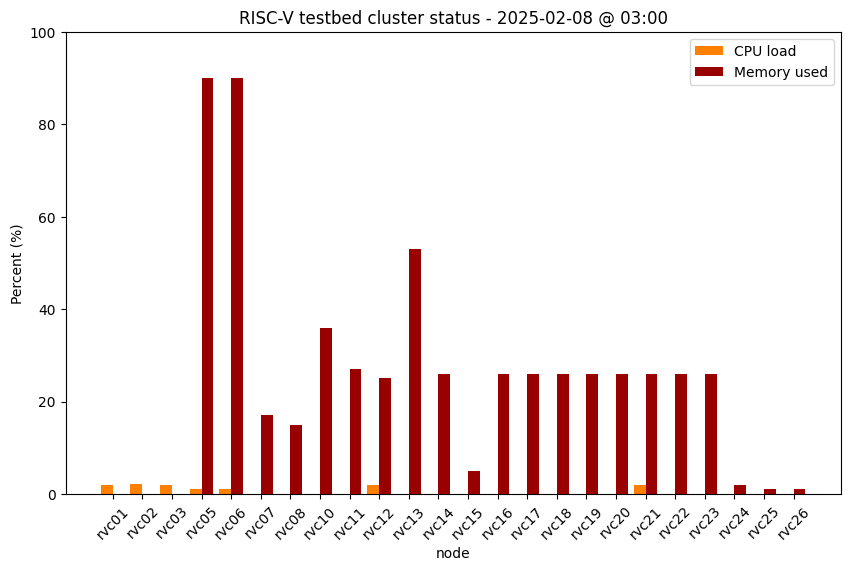 RISC-V testbed cluster status - 2025-02-08 @ 03:00
CPU load
Memory used
Percent (%)
100
80
60
40
20
0
rvc01
rvc02
rvc03
rvc05
rvc06
rvc07
rvc08
rvc10
rvc11
rvc12
rvc13
rvc14
rvc15
rvc16
rvc17
rvc18
rvc19
rvc20
rvc21
rvc22
rvc23
rvc24
rvc25
rvc26
node